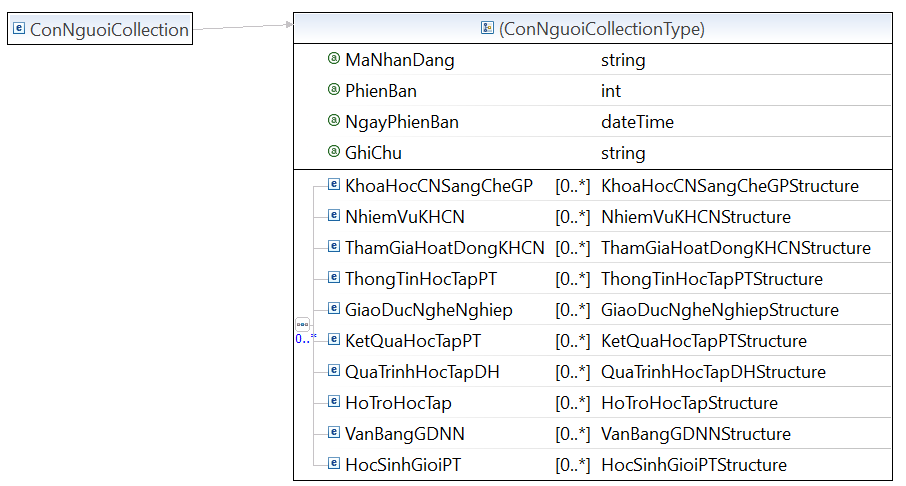 ConNguoiCollection
(ConNguoiCollectionType)
MaNhanDang string
PhienBan int
NgayPhienBan dateTime
GhiChu string
KhoaHocCNSangCheGP [0..*] KhoaHocCNSangCheGPStructure
NhiemVuKHCN [0..*] NhiemVuKHCNStructure
ThamGiaHoatDongKHCN [0..*] ThamGiaHoatDongKHCNStructure
ThongTinHocTapPT [0..*] ThongTinHocTapPTStructure
GiaoDucNgheNghiep [0..*] GiaoDucNgheNghiepStructure
0..*
KetQuaHocTapPT [0..*] KetQuaHocTapPTStructure
QuaTrinhHocTapDH [0..*] QuaTrinhHocTapDHStructure
HoTroHocTap [0..*] HoTroHocTapStructure
VanBangGDNN [0..*] VanBangGDNNStructure
HocSinhGioiPT [0..*] HocSinhGioiPTStructure